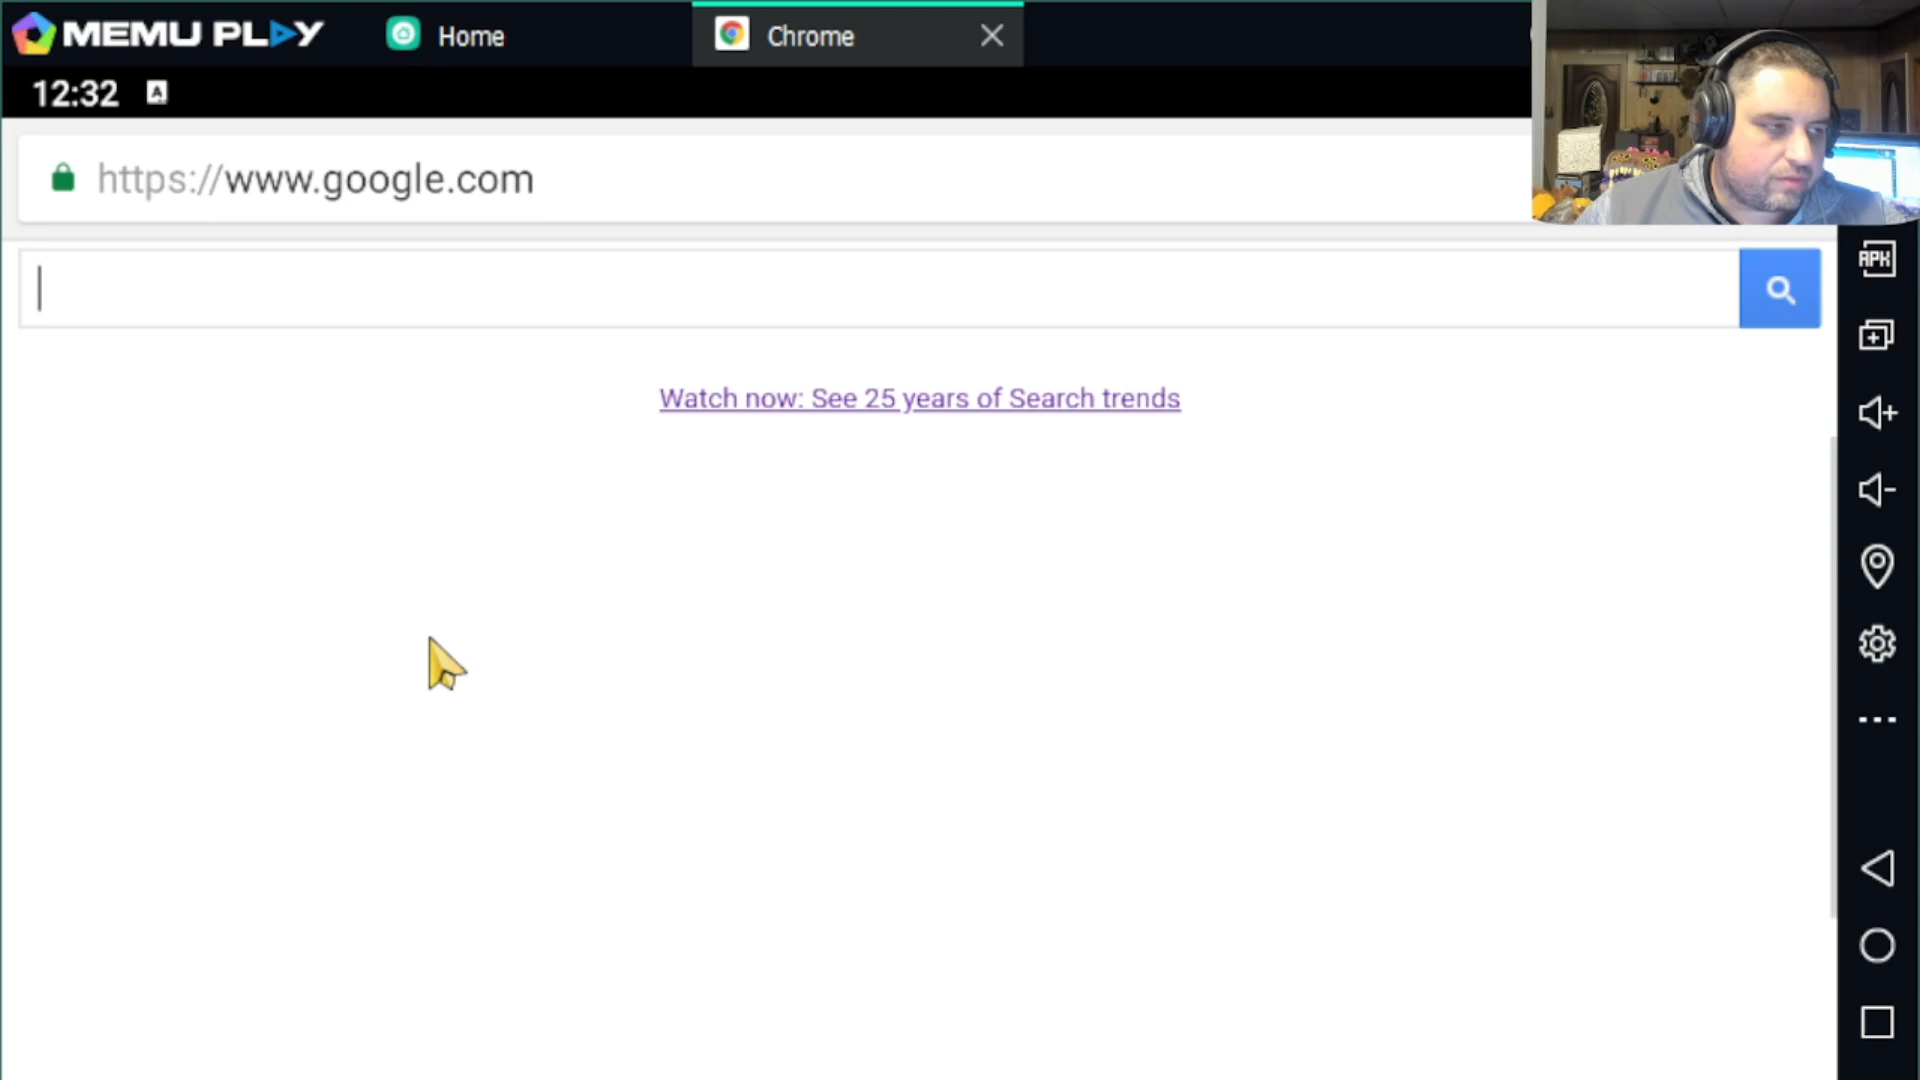 MEMU PLAY
Home
Chrome
12:32
A
https://www.google.com
APK
Watch now: See 25 years of Search trends